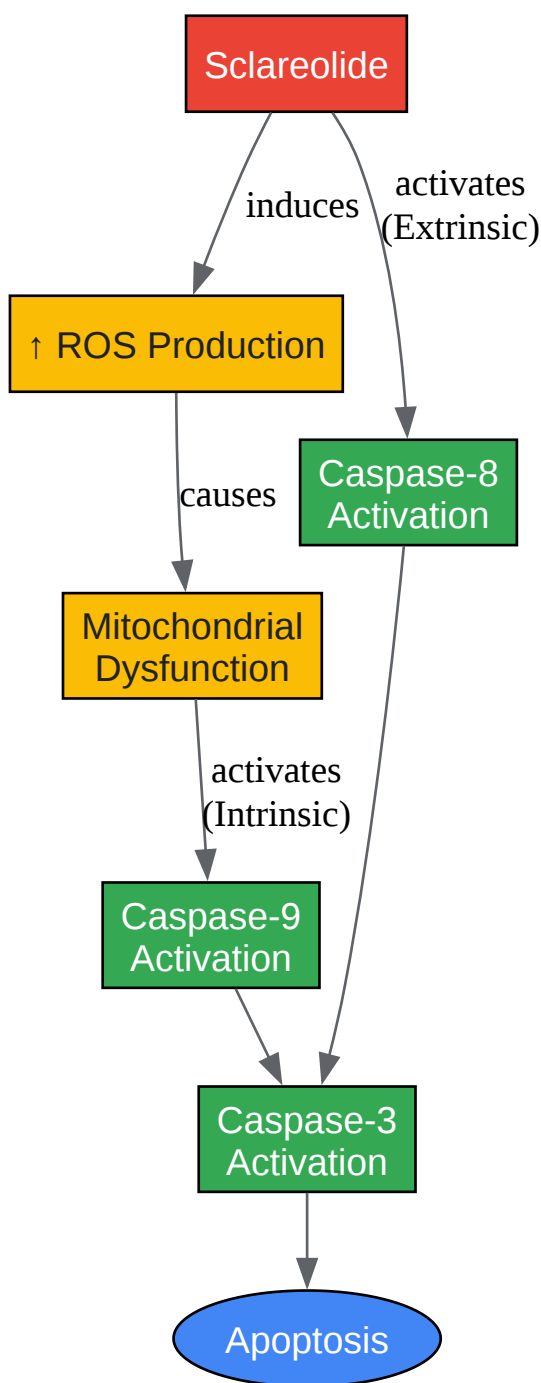 Sclareolide
induces
activates
(Extrinsic)
↑ ROS Production
Caspase-8
Activation
causes
Mitochondrial
Dysfunction
activates
(Intrinsic)
Caspase-9
Activation
Caspase-3
Activation
Apoptosis